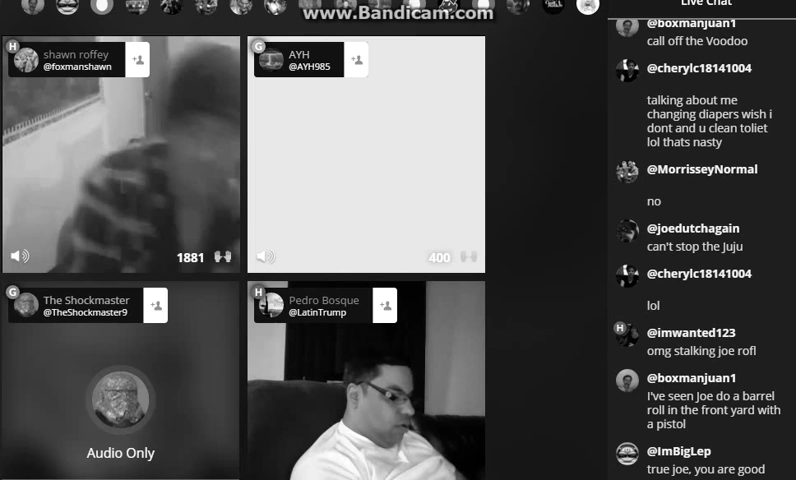 www.Bandicam.com
Live Chat
H
shawn roffey
@foxmanshawn
1881
G
AYH
@AYH985
400
G
The Shockmaster
@TheShockmaster9
Audio Only
H
Pedro Bosque
@LatinTrump
@boxmanjuan1
call off the Voodoo
@cherylc18141004
talking about me
changing diapers wish i
dont and u clean toliet
lol thats nasty
@MorrisseyNormal
no
@joedutchagain
can't stop the Juju
@cherylc18141004
lol
H
@imwanted123
omg stalking joe rofl
@boxmanjuan1
I've seen Joe do a barrel
roll in the front yard with
a pistol
@ImBigLep
true joe, you are good